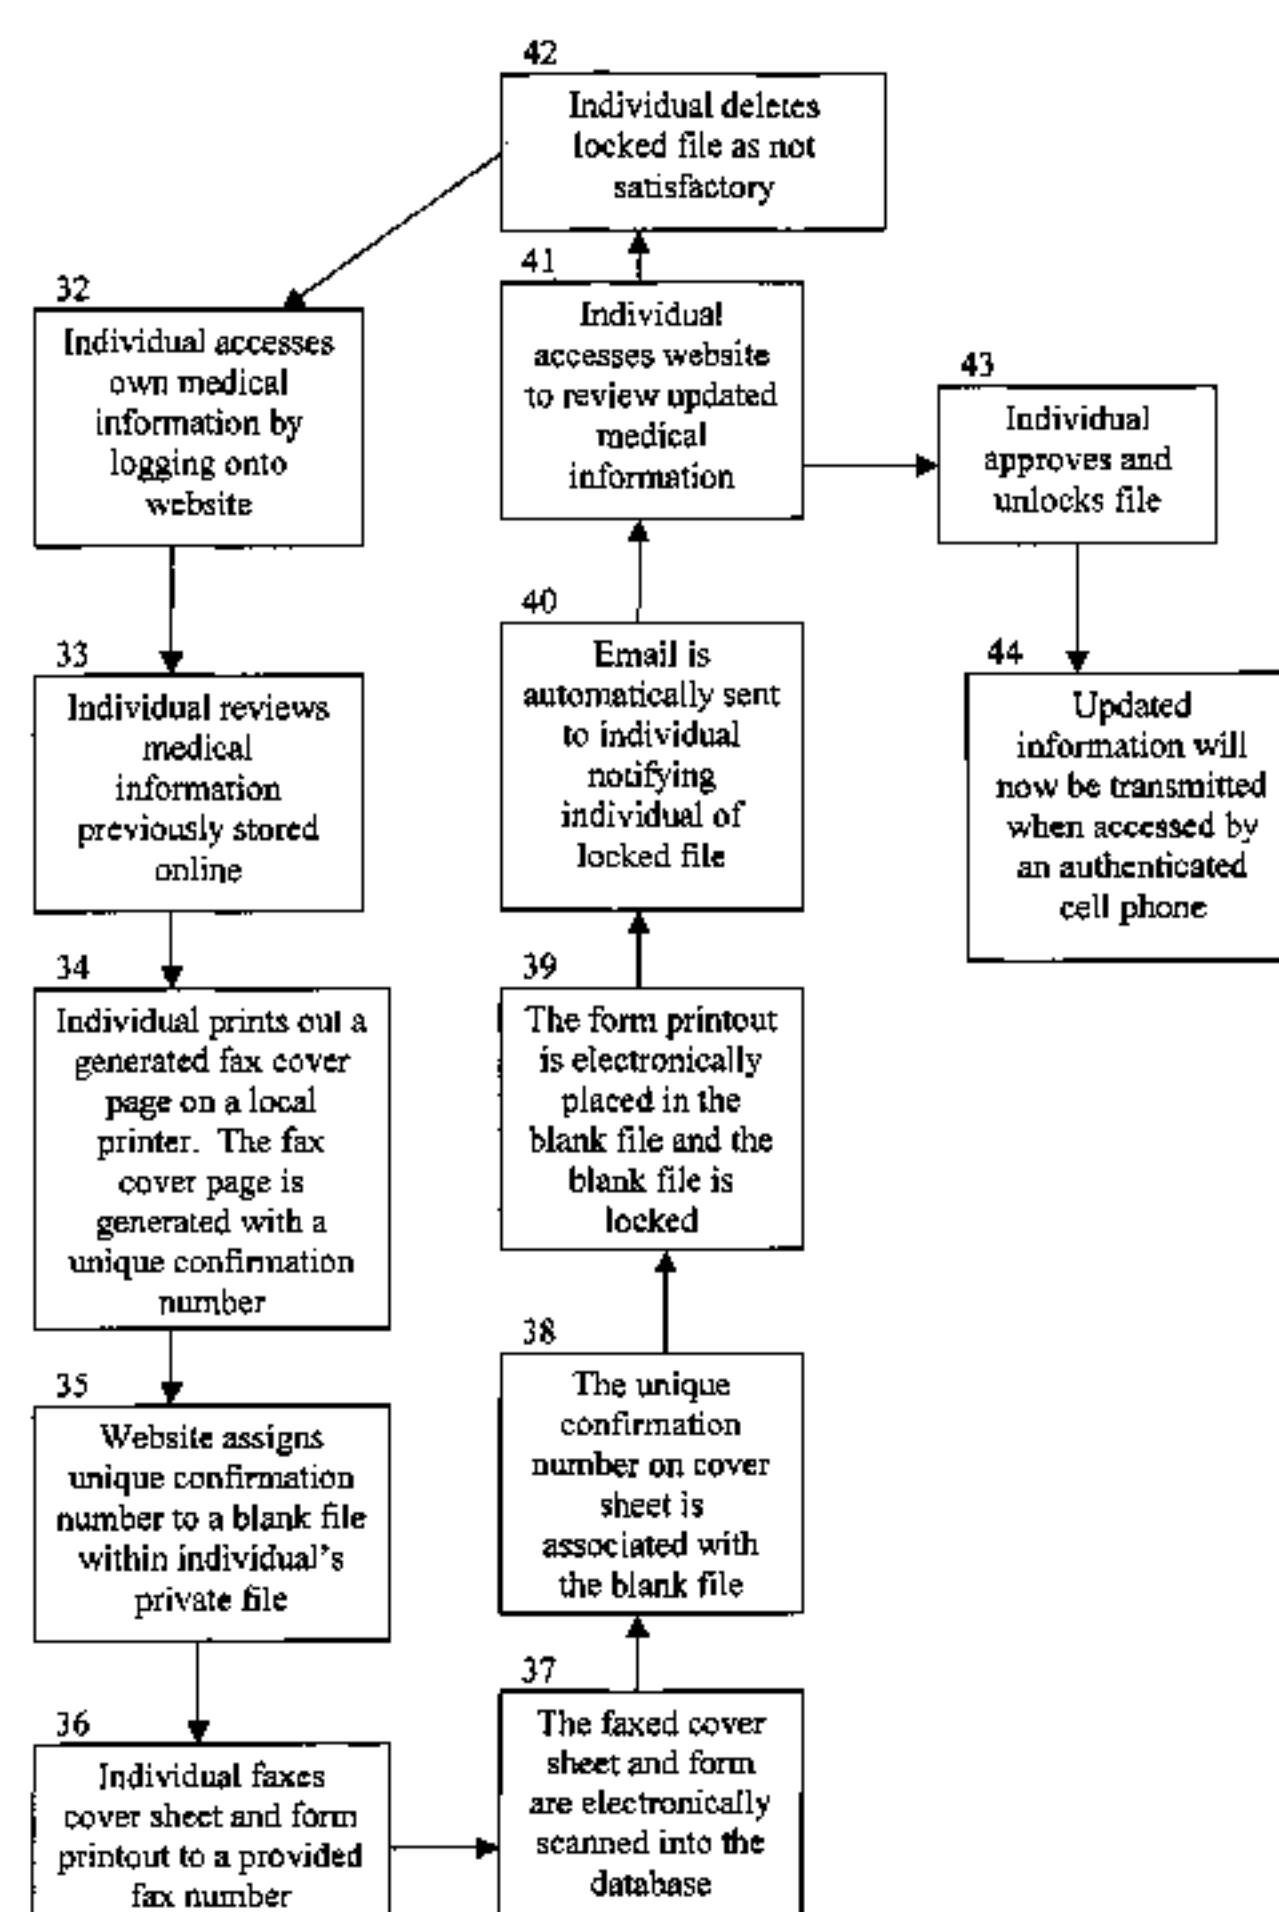 42
Individual deletes
locked file as not
satisfactory
32
Individual accesses
own medical
information by
logging onto
website
33
Individual reviews
medical
information
previously stored
online
34
Individual prints out a
generated fax cover
page on a local
printer. The fax
cover page is
generated with a
unique confirmation
number
35
Website assigns
unique confirmation
number to a blank file
within individual's
private file
36
Individual faxes
cover sheet and form
printout to a provided
fax number
37
The faxed cover
sheet and form
are electronically
scanned into the
database
38
The unique
confirmation
number on cover
sheet is
associated with
the blank file
39
The form printout
is electronically
placed in the
blank file and the
blank file is
locked
40
Email is
automatically sent
to individual
notifying
individual of
locked file
41
Individual
accesses website
to review updated
medical
information
43
Individual
approves and
unlocks file
44
Updated
information will
now be transmitted
when accessed by
an authenticated
cell phone